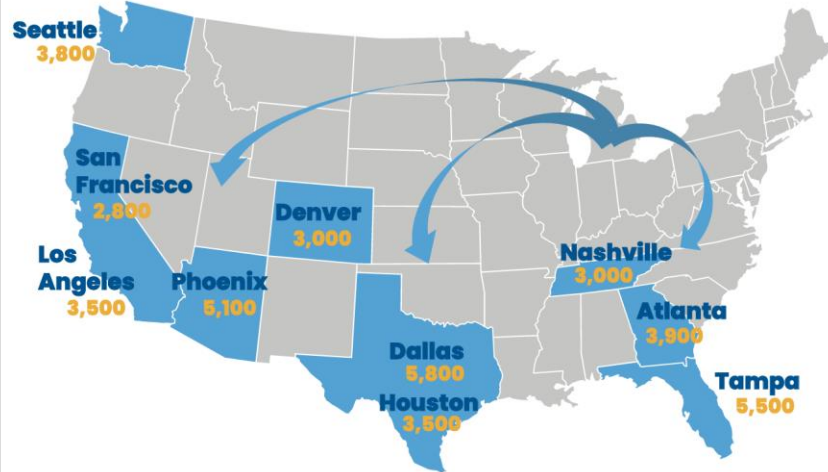 Seattle
3,800
San
Francisco
2,800
Los
Angeles
3,500
Phoenix
5,100
Denver
3,000
Dallas
5,800
Houston
3,500
Nashville
3,000
Atlanta
3,900
Tampa
5,500